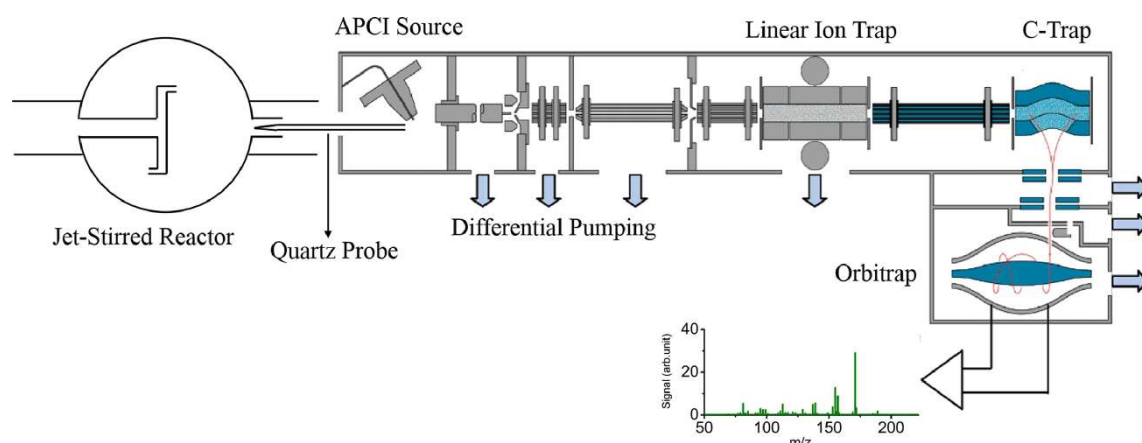 APCI Source
Linear Ion Trap
C-Trap
Jet-Stirred Reactor
Quartz Probe
Differential Pumping
Orbitrap
Signal (arb.unit)
40
20
0
50
100
150
200
m/z